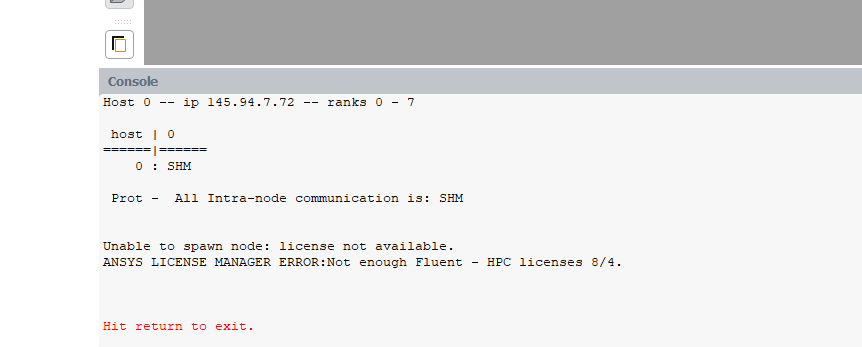 Console
Host 0 -- ip 145.94.7.72 -- ranks 0 - 7
host | 0
======|======
0 : SHM
Prot - All Intra-node communication is: SHM
Unable to spawn node: license not available.
ANSYS LICENSE MANAGER ERROR:Not enough Fluent - HPC licenses 8/4.
Hit return to exit.